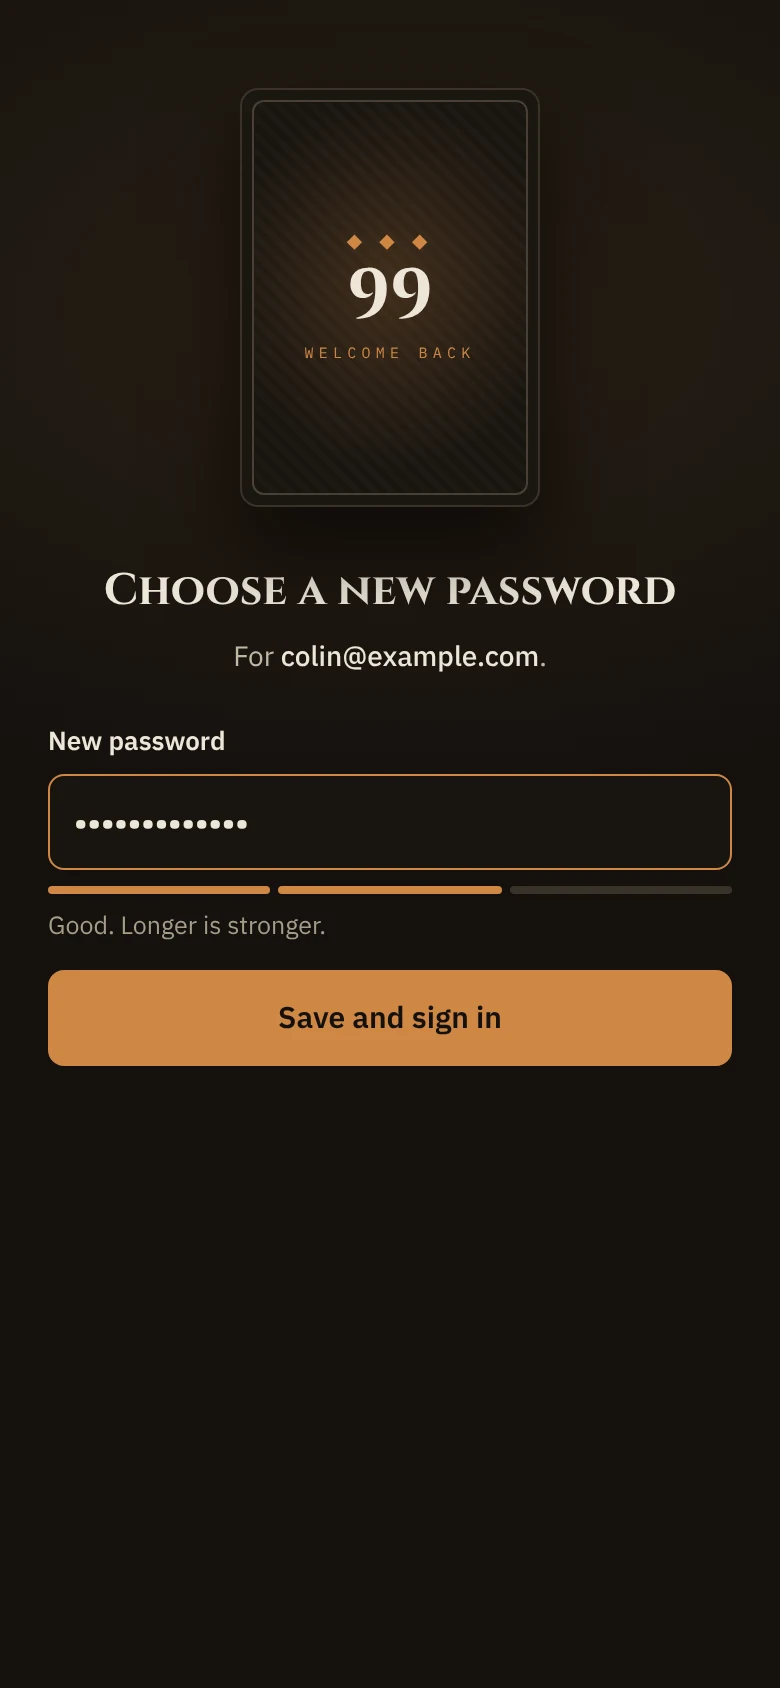 99
WELCOME BACK
Choose a new password
For colin@example.com.
New password
•••••••••••••
Good. Longer is stronger.
Save and sign in